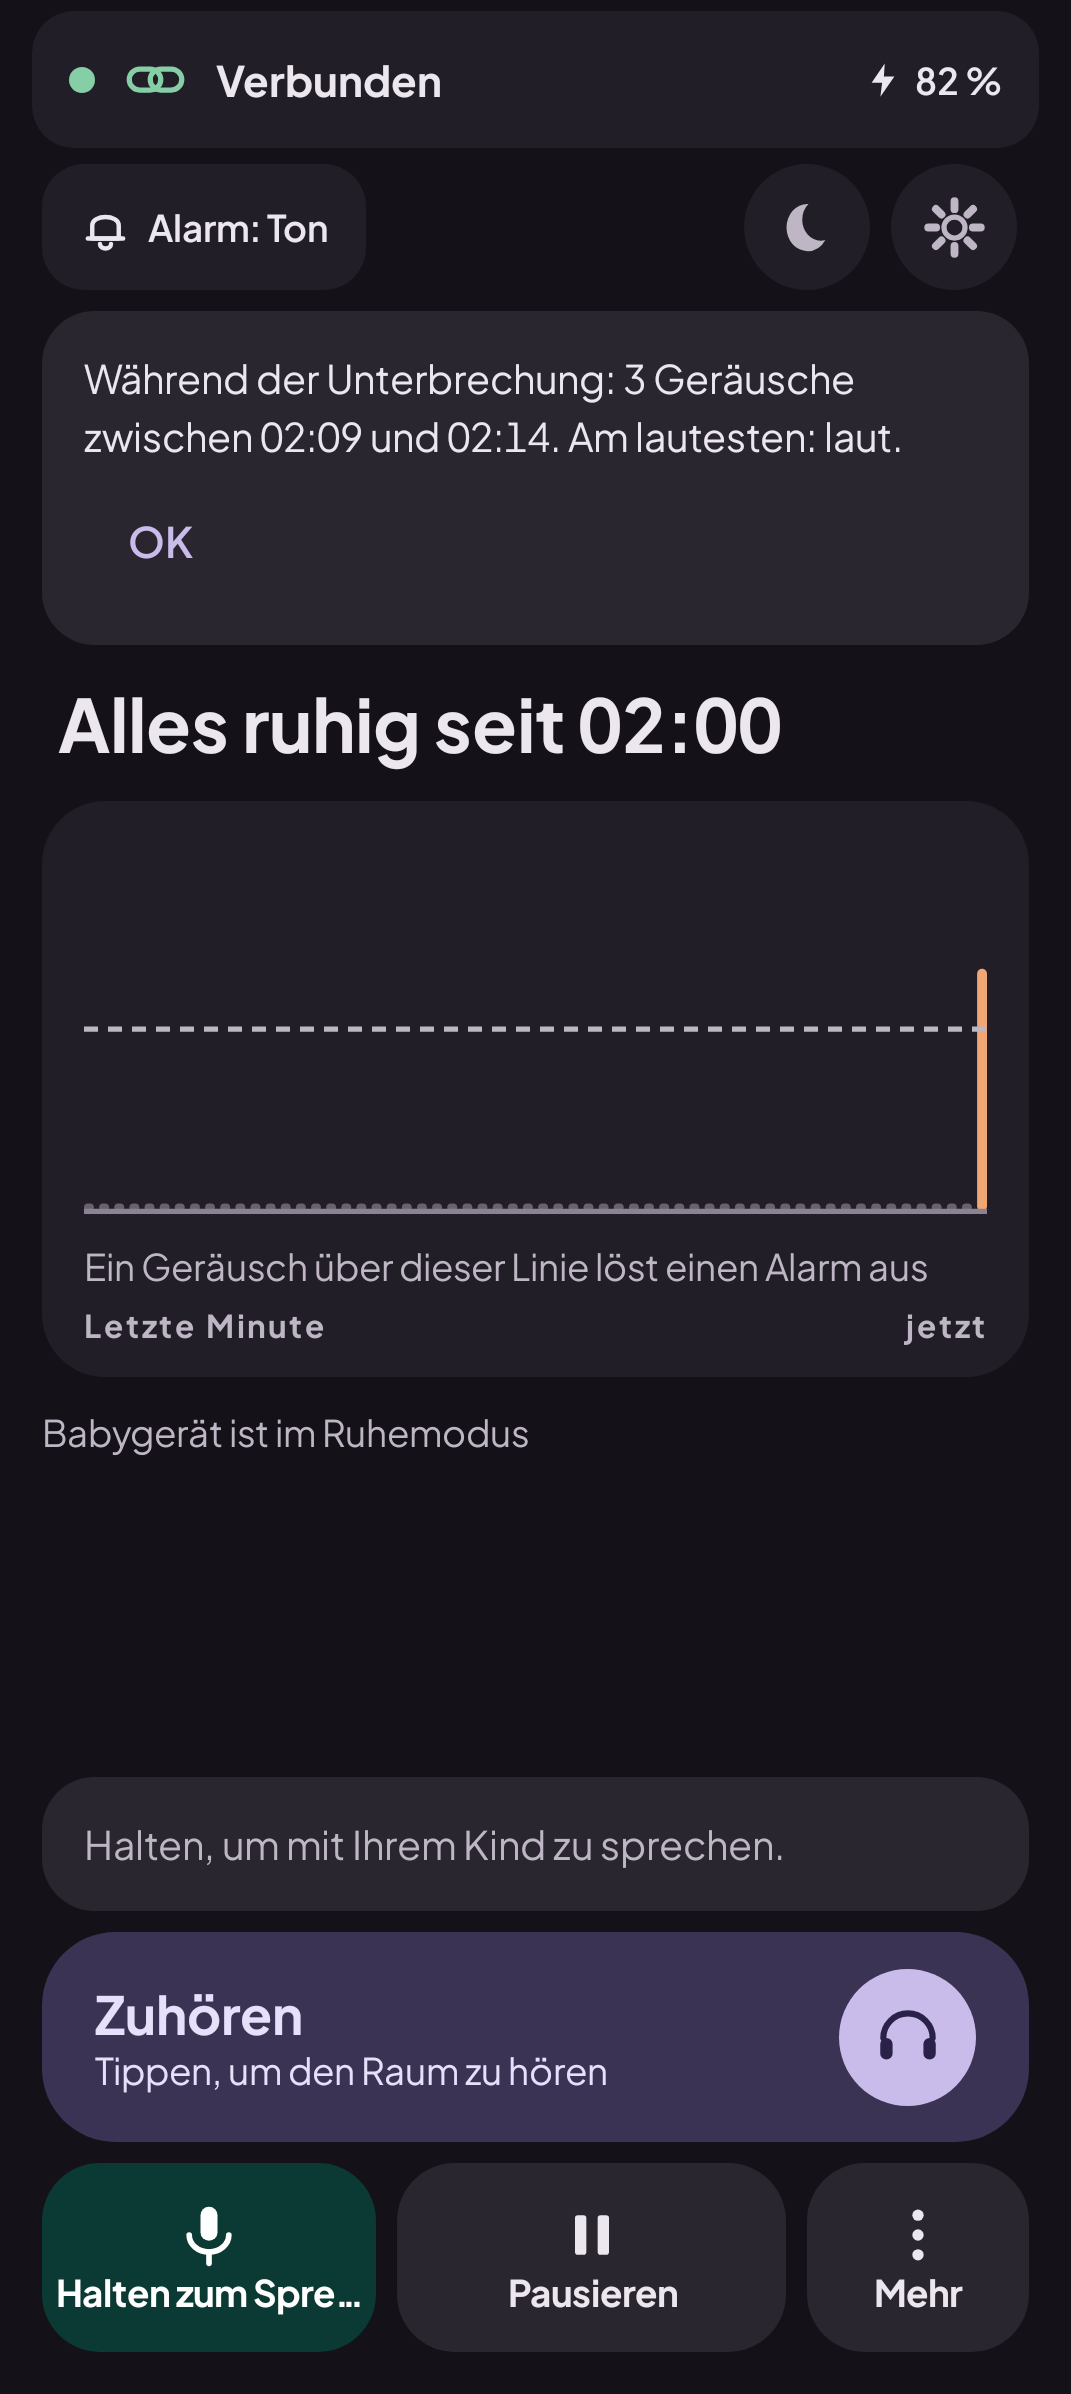 Verbunden
82 %
Alarm: Ton
Während der Unterbrechung: 3 Geräusche
zwischen 02:09 und 02:14. Am lautesten: laut.
OK
Alles ruhig seit 02:00
Ein Geräusch über dieser Linie löst einen Alarm aus
Letzte Minute
jetzt
Babygerät ist im Ruhemodus
Halten, um mit Ihrem Kind zu sprechen.
Zuhören
Tippen, um den Raum zu hören
Halten zum Spre...
Pausieren
Mehr